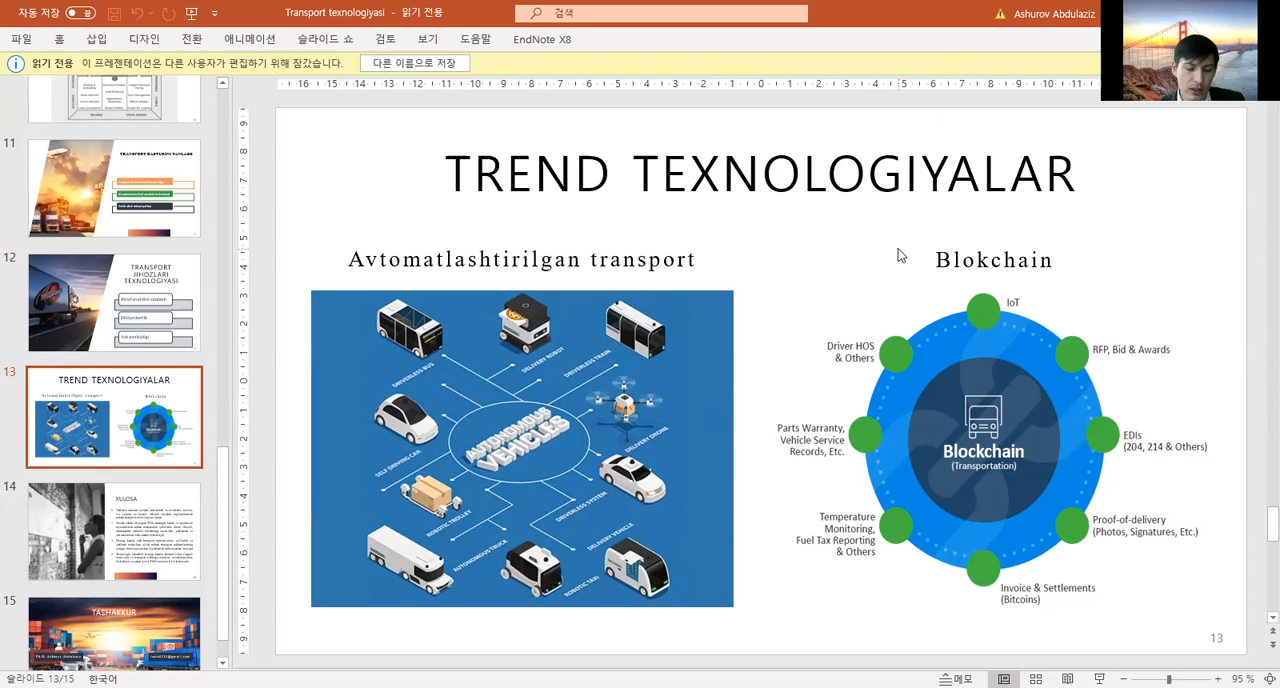 자동 저장
Transport texnologiyasi - 읽기 전용
검색
Ashurov Abdulaziz
파일 홈 삽입 디자인 전환 애니메이션 슬라이드 쇼 검토 보기 도움말 EndNote X8
읽기 전용 이 프레젠테이션은 다른 사용자가 편집하기 위해 잠갔습니다. 다른 이름으로 저장
11
12
TRANSPORT
JIHOZLARI
TEXNOLOGIYASI
13
TREND TEXNOLOGIYALAR
Avtomatlashtirilgan transport
Blokchain
14
XULOSA
15
TASHAKKUR
TREND TEXNOLOGIYALAR
Avtomatlashtirilgan transport
DRIVERLESS BUS
DELIVERY ROBOT
DRIVERLESS TRAIN
SELF DRIVING CAR
AUTONOMOUS
VEHICLES
DELIVERY DRONE
ROBOTIC TROLLEY
DRIVERLESS SYSTEM
AUTONOMOUS TRUCK
ROBOTIC TAXI
DELIVERY VEHICLE
Blokchain
IoT
Driver HOS
& Others
RFP, Bid & Awards
Parts Warranty,
Vehicle Service
Records, Etc.
Blockchain
(Transportation)
EDIs
(204, 214 & Others)
Temperature
Monitoring,
Fuel Tax Reporting
& Others
Proof-of-delivery
(Photos, Signatures, Etc.)
Invoice & Settlements
(Bitcoins)
13
슬라이드 13/15 한국어
메모
95 %